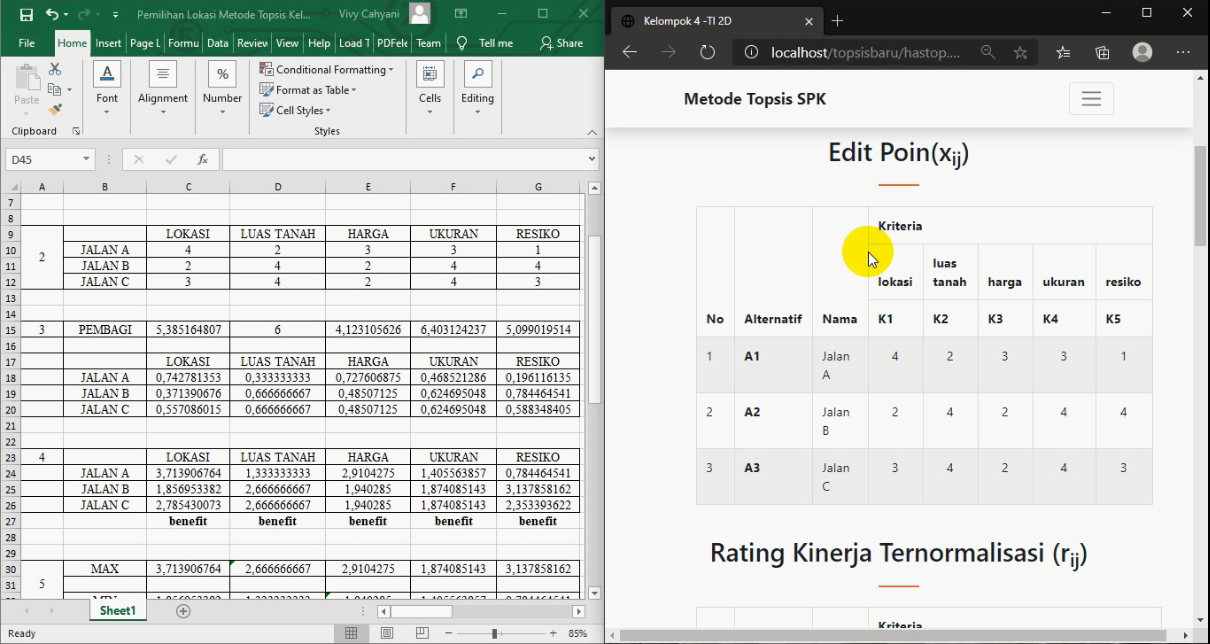 Pemilihan Lokasi Metode Topsis Kel...
Vivy Cahyani
File Home Insert Page L Formu Data Review View Help Load T PDFele Team Tell me Share
Paste
Font
Alignment
%
Number
Conditional Formatting
Format as Table
Cell Styles
Cells
Editing
Clipboard
Styles
D45
fx
A B C D E F G
7
8
9 LOKASI LUAS TANAH HARGA UKURAN RESIKO
10 JALAN A 4 2 3 3 1
2
11 JALAN B 2 4 2 4 4
12 JALAN C 3 4 2 4 3
13
14
15 3 PEMBAGI 5,385164807 6 4,123105626 6,403124237 5,099019514
16
17 LOKASI LUAS TANAH HARGA UKURAN RESIKO
18 JALAN A 0,742781353 0,333333333 0,727606875 0,468521286 0,196116135
19 JALAN B 0,371390676 0,666666667 0,48507125 0,624695048 0,784464541
20 JALAN C 0,557086015 0,666666667 0,48507125 0,624695048 0,588348405
21
22
23 4 LOKASI LUAS TANAH HARGA UKURAN RESIKO
24 JALAN A 3,713906764 1,333333333 2,9104275 1,405563857 0,784464541
25 JALAN B 1,856953382 2,666666667 1,940285 1,874085143 3,137858162
26 JALAN C 2,785430073 2,666666667 1,940285 1,874085143 2,353393622
27 benefit benefit benefit benefit benefit
28
29
30 MAX 3,713906764 2,666666667 2,9104275 1,874085143 3,137858162
31 5
Sheet1
Ready
85%
Kelompok 4 -TI 2D
localhost/topsisbaru/hastop....
Metode Topsis SPK
Edit Poin(xij)
Kriteria
lokasi luas tanah harga ukuran resiko
No Alternatif Nama K1 K2 K3 K4 K5
1 A1 Jalan A 4 2 3 3 1
2 A2 Jalan B 2 4 2 4 4
3 A3 Jalan C 3 4 2 4 3
Rating Kinerja Ternormalisasi (rij)
Kriteria